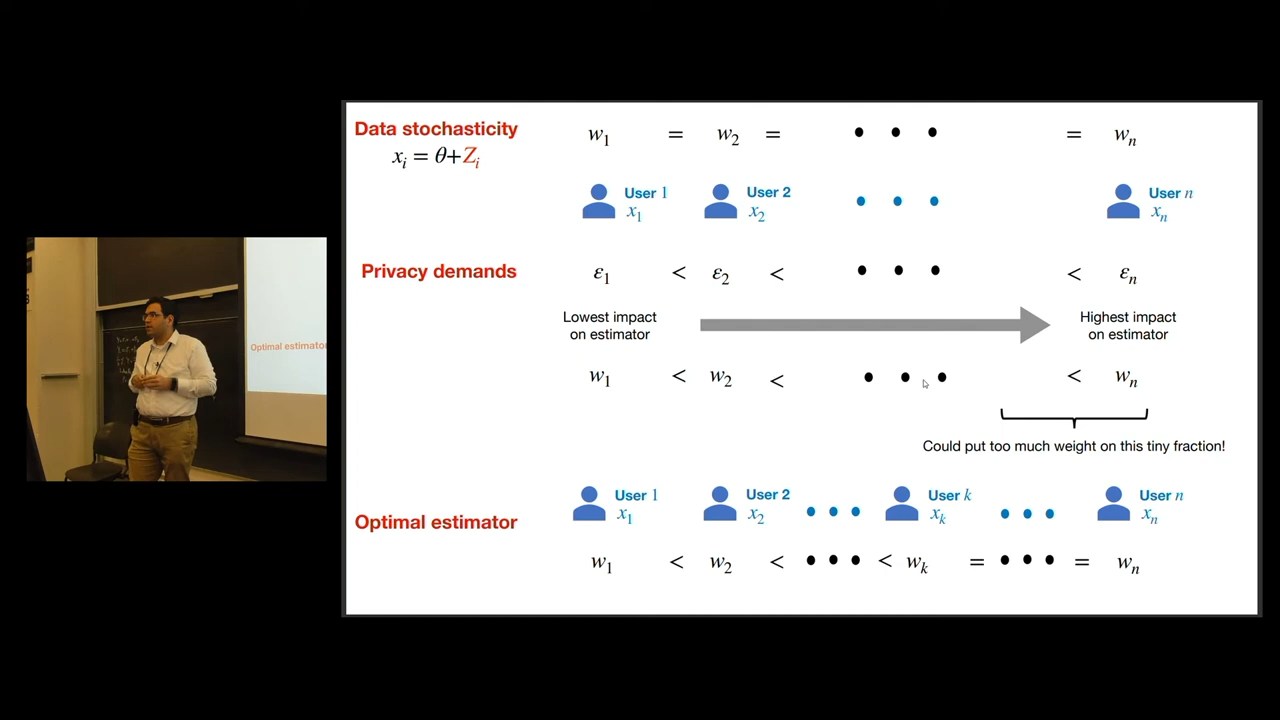 Data stochasticity
xᵢ = θ+Zᵢ
w₁ = w₂ = • • • = wₙ
User 1 User 2 • • • User n
x₁ x₂ xₙ
Privacy demands
ε₁ < ε₂ < • • • < εₙ
Lowest impact
on estimator
Highest impact
on estimator
w₁ < w₂ < • • • < wₙ
Could put too much weight on this tiny fraction!
Optimal estimator
User 1 User 2 • • • User k • • • User n
x₁ x₂ xₖ xₙ
w₁ < w₂ < • • • < wₖ = • • • = wₙ
Optimal estimator